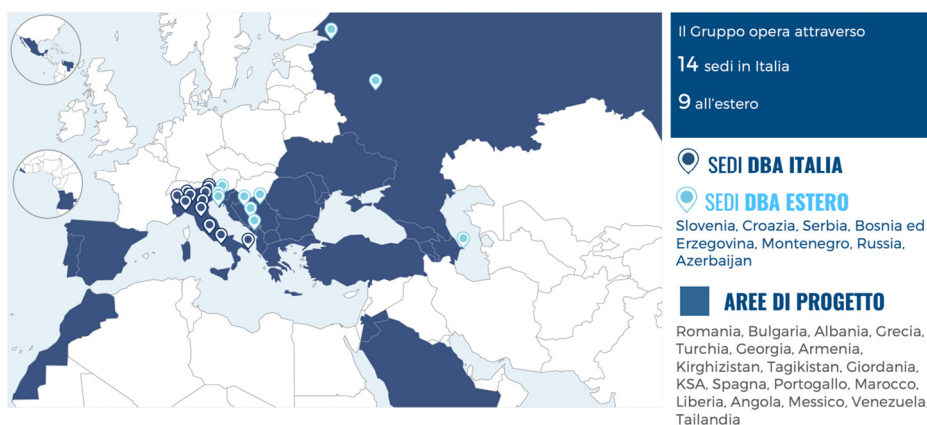 Il Gruppo opera attraverso
14 sedi in Italia
9 all'estero
SEDI DBA ITALIA
SEDI DBA ESTERO
Slovenia, Croazia, Serbia, Bosnia ed
Erzegovina, Montenegro, Russia,
Azerbaijan
AREE DI PROGETTO
Romania, Bulgaria, Albania, Grecia,
Turchia, Georgia, Armenia,
Kirghizistan, Tagikistan, Giordania,
KSA, Spagna, Portogallo, Marocco,
Liberia, Angola, Messico, Venezuela,
Tailandia